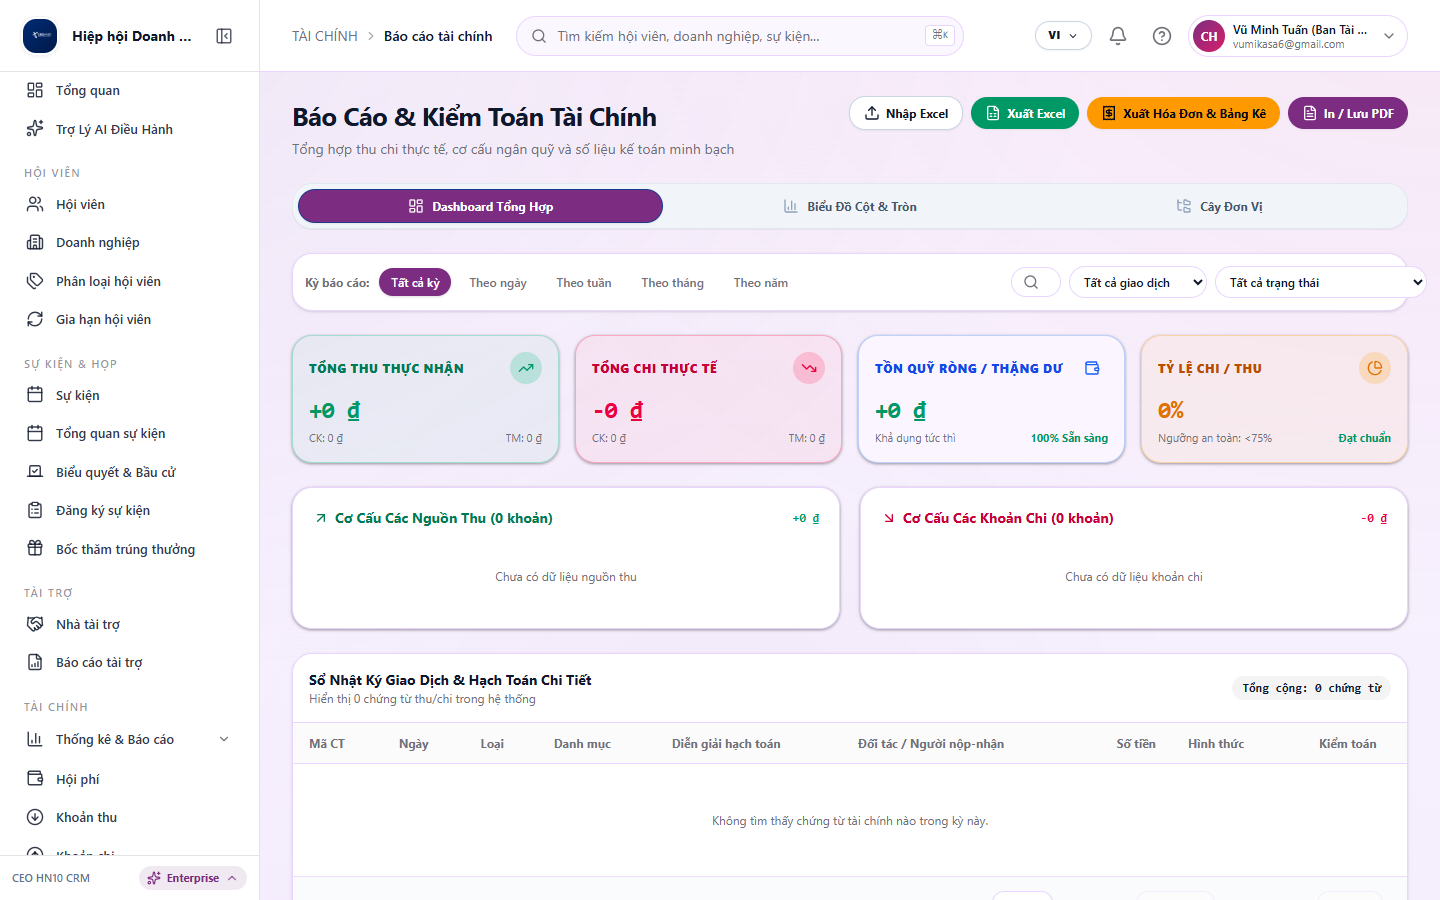 Hiệp hội Doanh ...
TÀI CHÍNH > Báo cáo tài chính
Tìm kiếm hội viên, doanh nghiệp, sự kiện...
⌘K
VI
CH
Vũ Minh Tuấn (Ban Tài ...
vumikasa6@gmail.com
Tổng quan
Trợ Lý AI Điều Hành
HỘI VIÊN
Hội viên
Doanh nghiệp
Phân loại hội viên
Gia hạn hội viên
SỰ KIỆN & HỌP
Sự kiện
Tổng quan sự kiện
Biểu quyết & Bầu cử
Đăng ký sự kiện
Bốc thăm trúng thưởng
TÀI TRỢ
Nhà tài trợ
Báo cáo tài trợ
TÀI CHÍNH
Thống kê & Báo cáo
Hội phí
Khoản thu
Khoản chi
CEO HN10 CRM
Enterprise
Báo Cáo & Kiểm Toán Tài Chính
Tổng hợp thu chi thực tế, cơ cấu ngân quỹ và số liệu kế toán minh bạch
Nhập Excel
Xuất Excel
Xuất Hóa Đơn & Bảng Kê
In / Lưu PDF
Dashboard Tổng Hợp
Biểu Đồ Cột & Tròn
Cây Đơn Vị
Kỳ báo cáo:
Tất cả kỳ
Theo ngày
Theo tuần
Theo tháng
Theo năm
Tất cả giao dịch
Tất cả trạng thái
TỔNG THU THỰC NHẬN
+0 ₫
CK: 0 ₫
TM: 0 ₫
TỔNG CHI THỰC TẾ
-0 ₫
CK: 0 ₫
TM: 0 ₫
TỒN QUỸ RÒNG / THẶNG DƯ
+0 ₫
Khả dụng tức thì
100% Sẵn sàng
TỶ LỆ CHI / THU
0%
Ngưỡng an toàn: <75%
Đạt chuẩn
Cơ Cấu Các Nguồn Thu (0 khoản)
+0 ₫
Chưa có dữ liệu nguồn thu
Cơ Cấu Các Khoản Chi (0 khoản)
-0 ₫
Chưa có dữ liệu khoản chi
Sổ Nhật Ký Giao Dịch & Hạch Toán Chi Tiết
Hiển thị 0 chứng từ thu/chi trong hệ thống
Tổng cộng: 0 chứng từ
Mã CT
Ngày
Loại
Danh mục
Diễn giải hạch toán
Đối tác / Người nộp-nhận
Số tiền
Hình thức
Kiểm toán
Không tìm thấy chứng từ tài chính nào trong kỳ này.